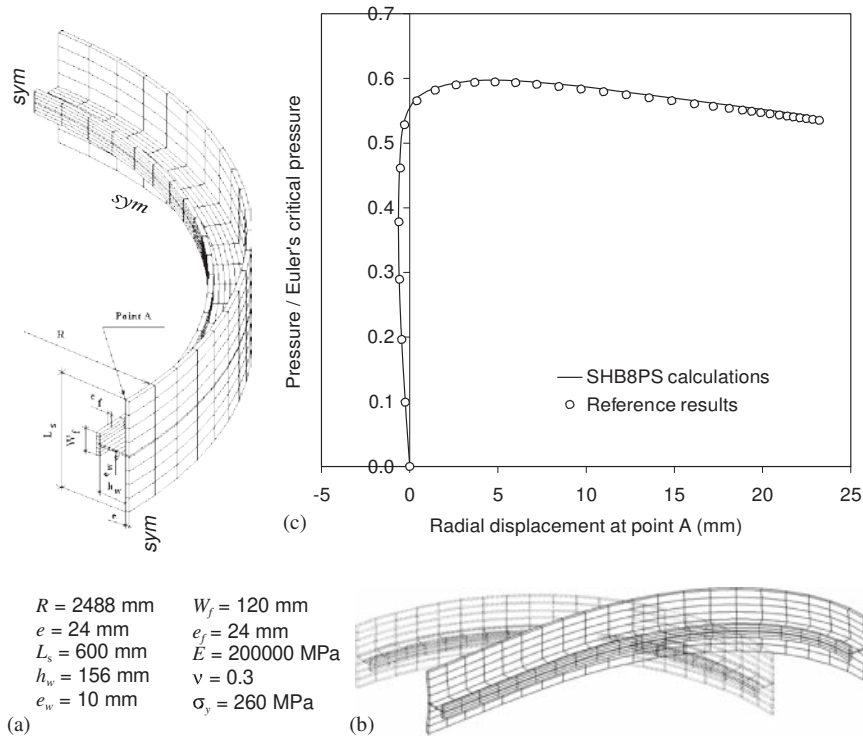 sym
sym
Point A
R
e_f
L_s
W_f
e_w
h_w
e
sym
0.7
0.6
0.5
0.4
0.3
0.2
0.1
0.0
Pressure / Euler's critical pressure
SHB8PS calculations
Reference results
-5 0 5 10 15 20 25
Radial displacement at point A (mm)
(c)
R = 2488 mm
e = 24 mm
L_s = 600 mm
h_w = 156 mm
e_w = 10 mm
W_f = 120 mm
e_f = 24 mm
E = 200000 MPa
ν = 0.3
σ_y = 260 MPa
(a)
(b)